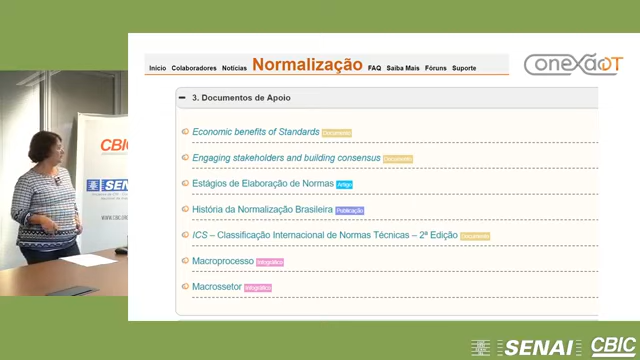 Início Colaboradores Notícias Normalização FAQ Saiba Mais Fóruns Suporte
ConexãoDT
3. Documentos de Apoio
Economic benefits of Standards Documento
Engaging stakeholders and building consensus Documento
Estágios de Elaboração de Normas Artigo
História da Normalização Brasileira Publicação
ICS – Classificação Internacional de Normas Técnicas – 2ª Edição Documento
Macroprocesso Infográfico
Macrossetor Infográfico
CBIC
SENAI
SENAI CBIC